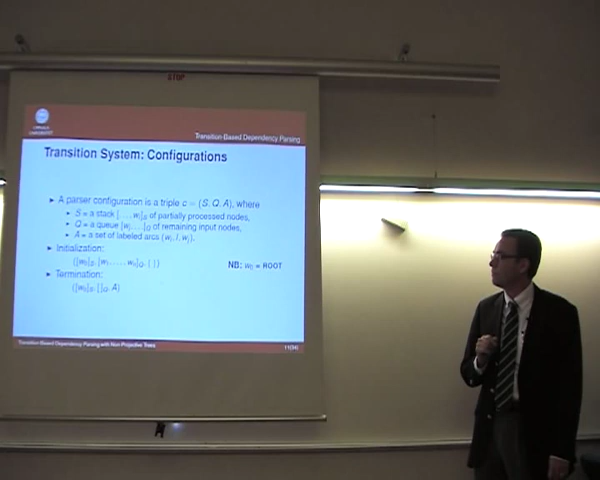 STOP
UPPSALA
UNIVERSITET
Transition-Based Dependency Parsing
Transition System: Configurations
▸ A parser configuration is a triple c = (S, Q, A), where
▸ S = a stack [. . . , wᵢ]S of partially processed nodes,
▸ Q = a queue [wⱼ, . . .]Q of remaining input nodes,
▸ A = a set of labeled arcs (wᵢ, l, wⱼ).
▸ Initialization:
([w₀]S, [w₁, . . . , wₙ]Q, { })
NB: w₀ = ROOT
▸ Termination:
([w₀]S, [ ]Q, A)
Transition-Based Dependency Parsing with Non-Projective Trees